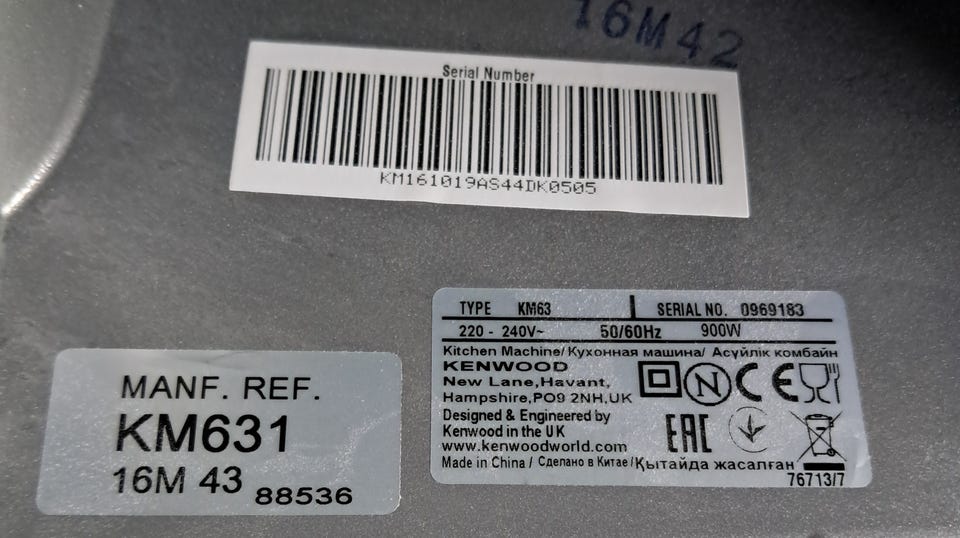 16M42
Serial Number
KM161019AS44DK0505
TYPE KM63 SERIAL NO. 0969183
220 - 240V~ 50/60Hz 900W
Kitchen Machine/ Кухонная машина/ Асүйлік комбайн
KENWOOD
New Lane,Havant,
Hampshire,PO9 2NH,UK
Designed & Engineered by
Kenwood in the UK
www.kenwoodworld.com
Made in China / Сделано в Китае/Қытайда жасалған
N
CE
EAC
76713/7
MANF. REF.
KM631
16M 43 88536